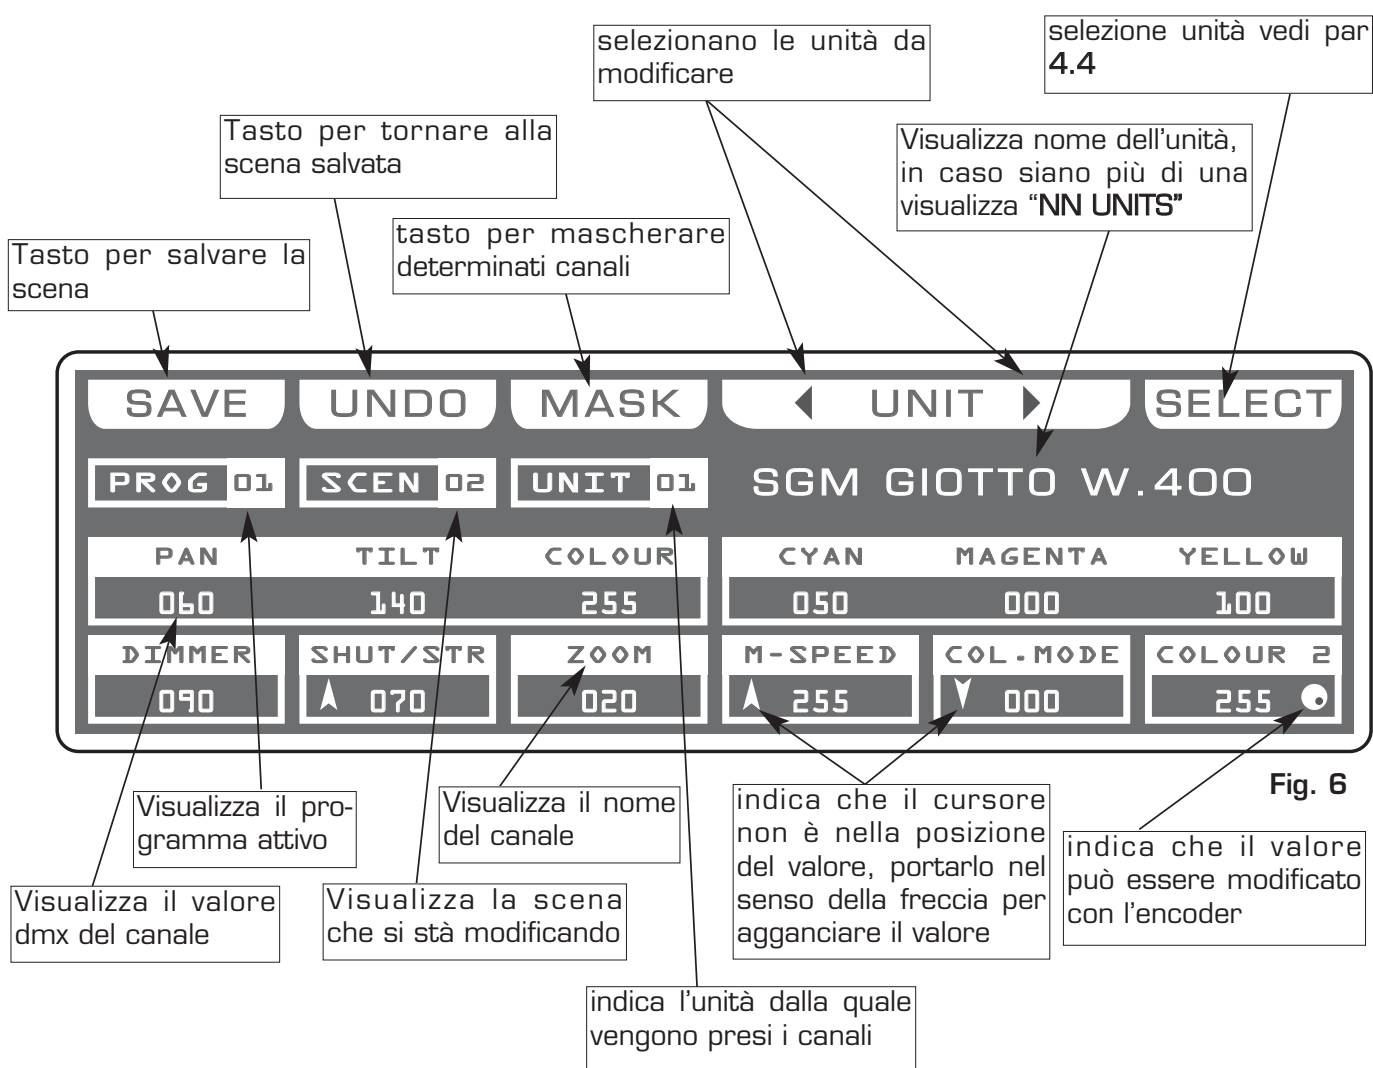 selezionano le unità da
modificare
selezione unità vedi par
4.4
Tasto per tornare alla
scena salvata
Visualizza nome dell'unità,
in caso siano più di una
visualizza “NN UNITS”
tasto per mascherare
determinati canali
Tasto per salvare la
scena
SAVE UNDO MASK UNIT SELECT
PROG 01 SCEN 02 UNIT 01 SGM GIOTTO W.400
PAN TILT COLOUR CYAN MAGENTA YELLOW
060 140 255 050 000 100
DIMMER SHUT/STR ZOOM M-SPEED COL.MODE COLOUR 2
090 070 020 255 000 255
Fig. 6
Visualizza il pro-
gramma attivo
Visualizza il nome
del canale
indica che il cursore
non è nella posizione
del valore, portarlo nel
senso della freccia per
agganciare il valore
indica che il valore
può essere modificato
con l'encoder
Visualizza il valore
dmx del canale
Visualizza la scena
che si stà modificando
indica l'unità dalla quale
vengono presi i canali